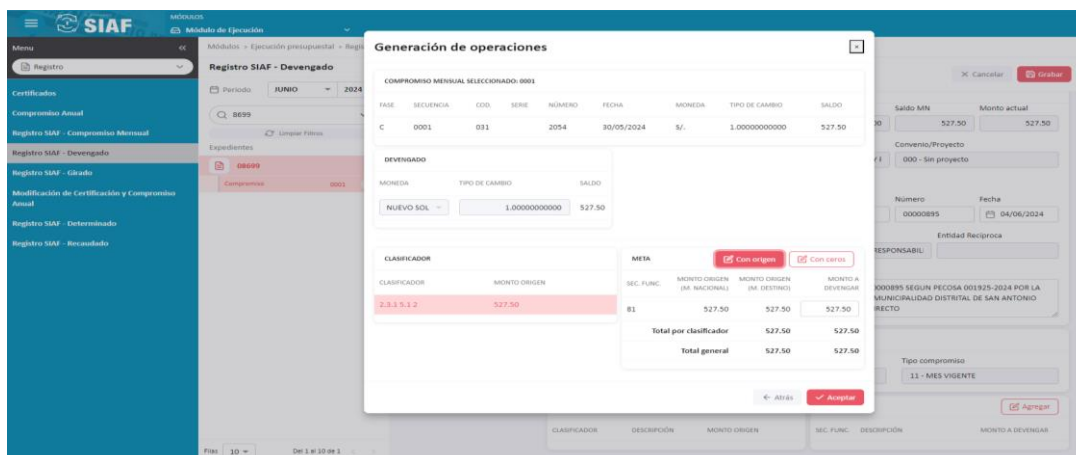 MÓDULOS
SIAF
Módulo de Ejecución
Menu
Registro
Certificados
Compromiso Anual
Registro SIAF - Compromiso Mensual
Registro SIAF - Devengado
Registro SIAF - Girado
Modificación de Certificación y Compromiso
Anual
Registro SIAF - Determinado
Registro SIAF - Recaudado
Módulos > Ejecución presupuestal > Regi
Registro SIAF - Devengado
Periodo JUNIO 2024
8699
Limpiar Filtros
Expedientes
08699
Compromiso 0001
Filas 10 Del 1 al 10 de 1
Generación de operaciones
COMPROMISO MENSUAL SELECCIONADO: 0001
FASE SECUENCIA COD. SERIE NÚMERO FECHA MONEDA TIPO DE CAMBIO SALDO
C 0001 031 2054 30/05/2024 S/. 1.00000000000 527.50
DEVENGADO
MONEDA TIPO DE CAMBIO SALDO
NUEVO SOL 1.00000000000 527.50
CLASIFICADOR
CLASIFICADOR MONTO ORIGEN
2.3.1 5.1 2 527.50
META Con origen Con ceros
SEC. FUNC. MONTO ORIGEN MONTO ORIGEN MONTO A
(M. NACIONAL) (M. DESTINO) DEVENGAR
81 527.50 527.50 527.50
Total por clasificador 527.50 527.50
Total general 527.50 527.50
Atrás Aceptar
Cancelar Grabar
Saldo MN Monto actual
00 527.50 527.50
Convenio/Proyecto
000 - Sin proyecto
Número Fecha
00000895 04/06/2024
Entidad Recíproca
RESPONSABIL:
0000895 SEGUN PECOSA 001925-2024 POR LA
MUNICIPALIDAD DISTRITAL DE SAN ANTONIO
RECTO
Tipo compromiso
11 - MES VIGENTE
Agregar
CLASIFICADOR DESCRIPCIÓN MONTO ORIGEN SEC. FUNC. DESCRIPCIÓN MONTO A DEVENGAR